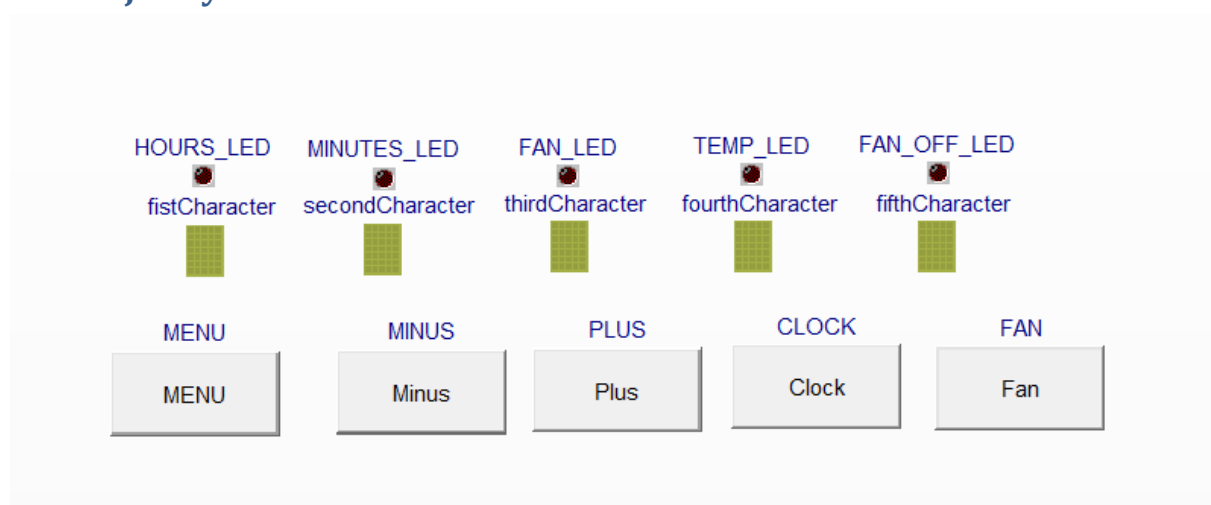 HOURS_LED MINUTES_LED FAN_LED TEMP_LED FAN_OFF_LED
fistCharacter secondCharacter thirdCharacter fourthCharacter fifthCharacter
MENU MINUS PLUS CLOCK FAN
MENU Minus Plus Clock Fan